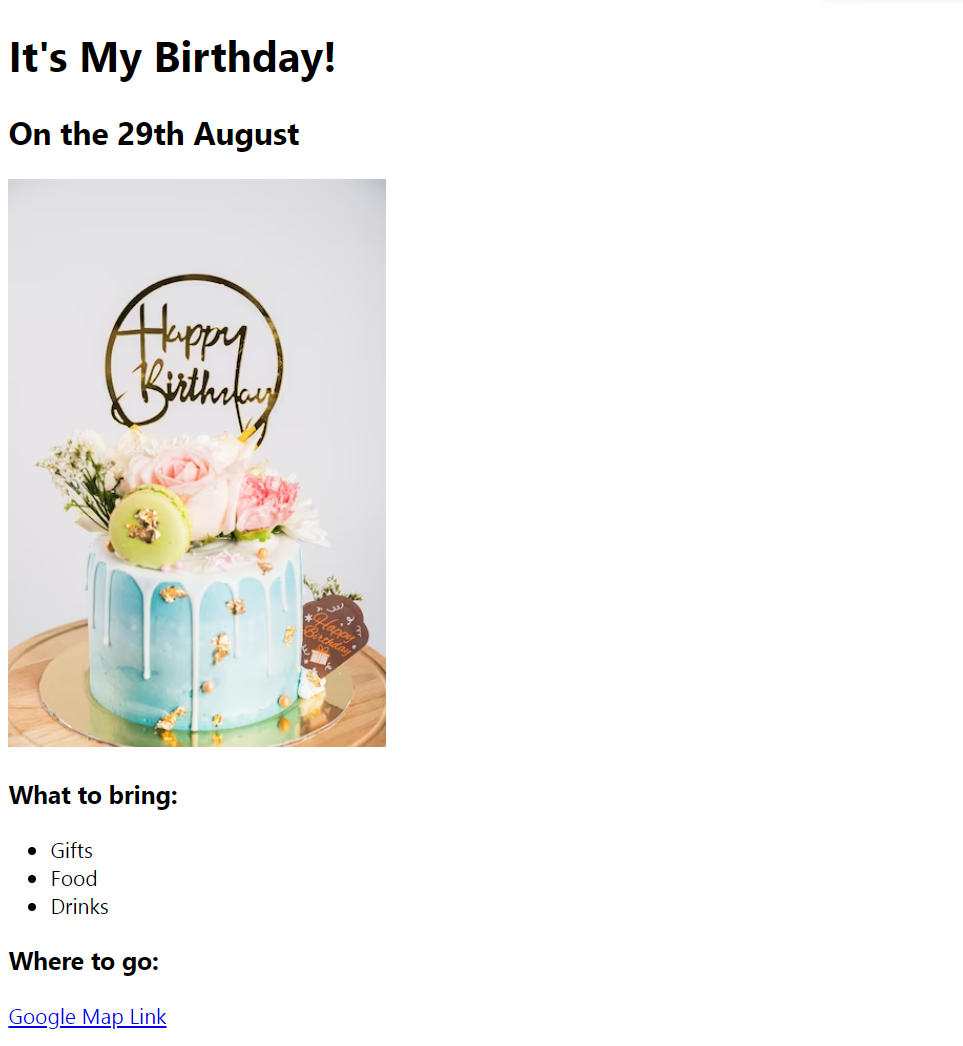 It's My Birthday!
On the 29th August
Happy
Birthday
Happy
Birthday
What to bring:
Gifts
Food
Drinks
Where to go:
Google Map Link